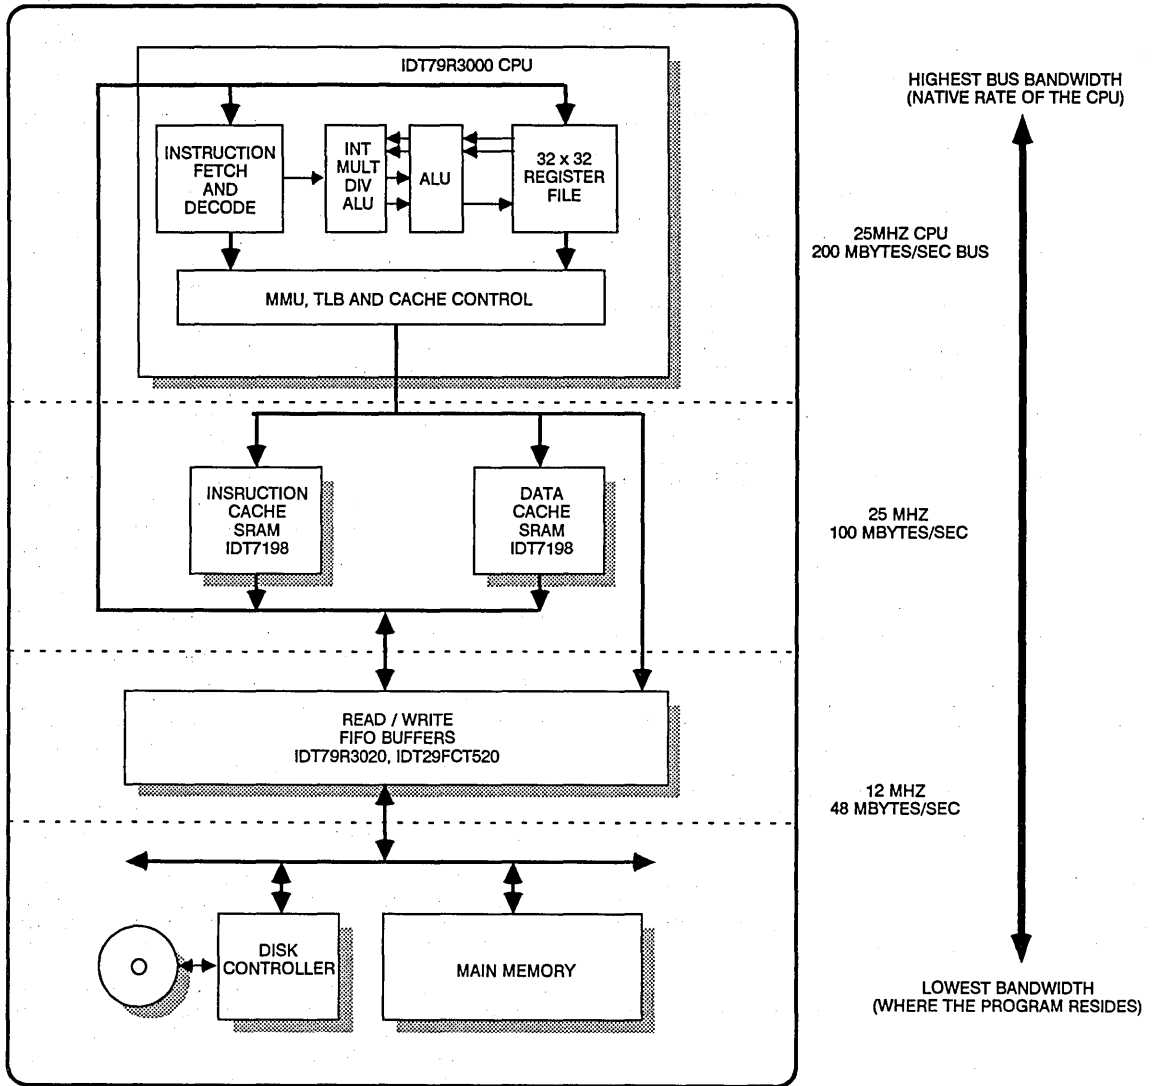 IDT79R3000 CPU
HIGHEST BUS BANDWIDTH
(NATIVE RATE OF THE CPU)
INSTRUCTION
FETCH
AND
DECODE
INT
MULT
DIV
ALU
ALU
32 x 32
REGISTER
FILE
25MHZ CPU
200 MBYTES/SEC BUS
MMU, TLB AND CACHE CONTROL
INSRUCTION
CACHE
SRAM
IDT7198
DATA
CACHE
SRAM
IDT7198
25 MHZ
100 MBYTES/SEC
READ / WRITE
FIFO BUFFERS
IDT79R3020, IDT29FCT520
12 MHZ
48 MBYTES/SEC
DISK
CONTROLLER
MAIN MEMORY
LOWEST BANDWIDTH
(WHERE THE PROGRAM RESIDES)